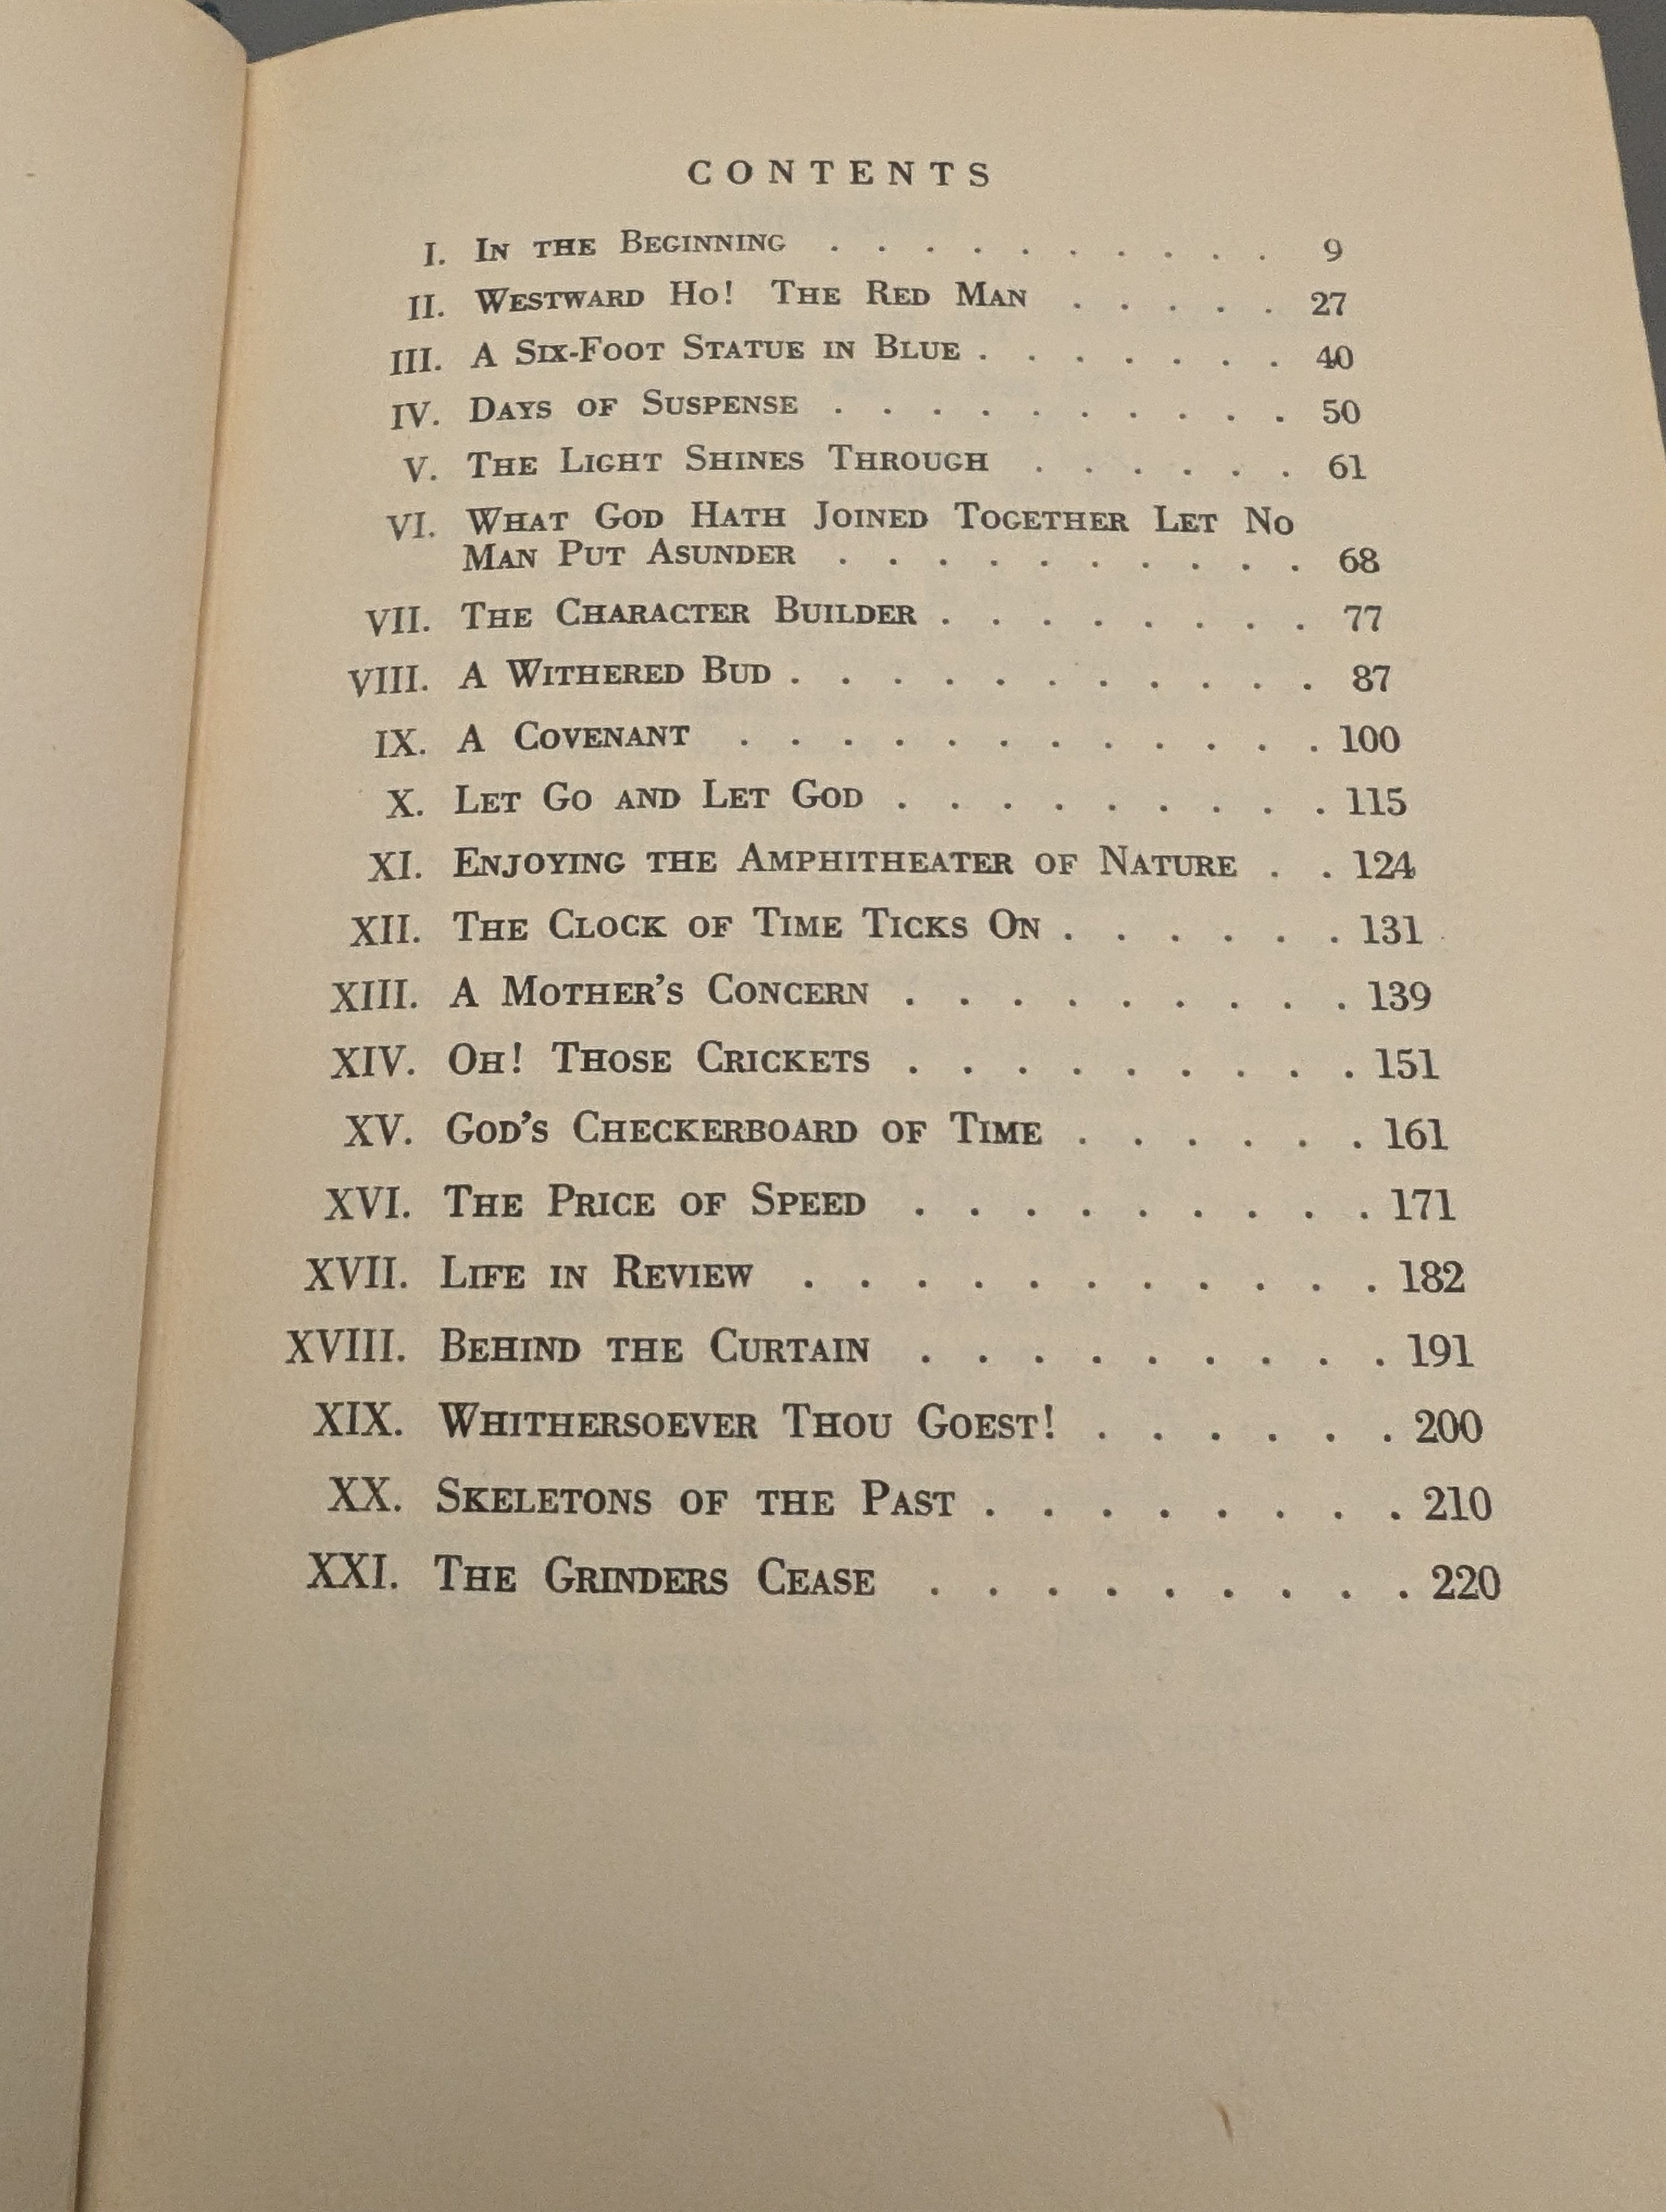 CONTENTS
I. In the Beginning . . . . . . . . . . 9
II. Westward Ho! The Red Man . . . . . 27
III. A Six-Foot Statue in Blue . . . . . . . 40
IV. Days of Suspense . . . . . . . . . . 50
V. The Light Shines Through . . . . . . 61
VI. What God Hath Joined Together Let No
Man Put Asunder . . . . . . . . . . 68
VII. The Character Builder . . . . . . . . 77
VIII. A Withered Bud . . . . . . . . . . . 87
IX. A Covenant . . . . . . . . . . . . 100
X. Let Go and Let God . . . . . . . . . 115
XI. Enjoying the Amphitheater of Nature . . 124
XII. The Clock of Time Ticks On . . . . . . 131
XIII. A Mother's Concern . . . . . . . . . 139
XIV. Oh! Those Crickets . . . . . . . . . 151
XV. God's Checkerboard of Time . . . . . . 161
XVI. The Price of Speed . . . . . . . . . 171
XVII. Life in Review . . . . . . . . . . . 182
XVIII. Behind the Curtain . . . . . . . . . 191
XIX. Whithersoever Thou Goest! . . . . . . 200
XX. Skeletons of the Past . . . . . . . . 210
XXI. The Grinders Cease . . . . . . . . . 220